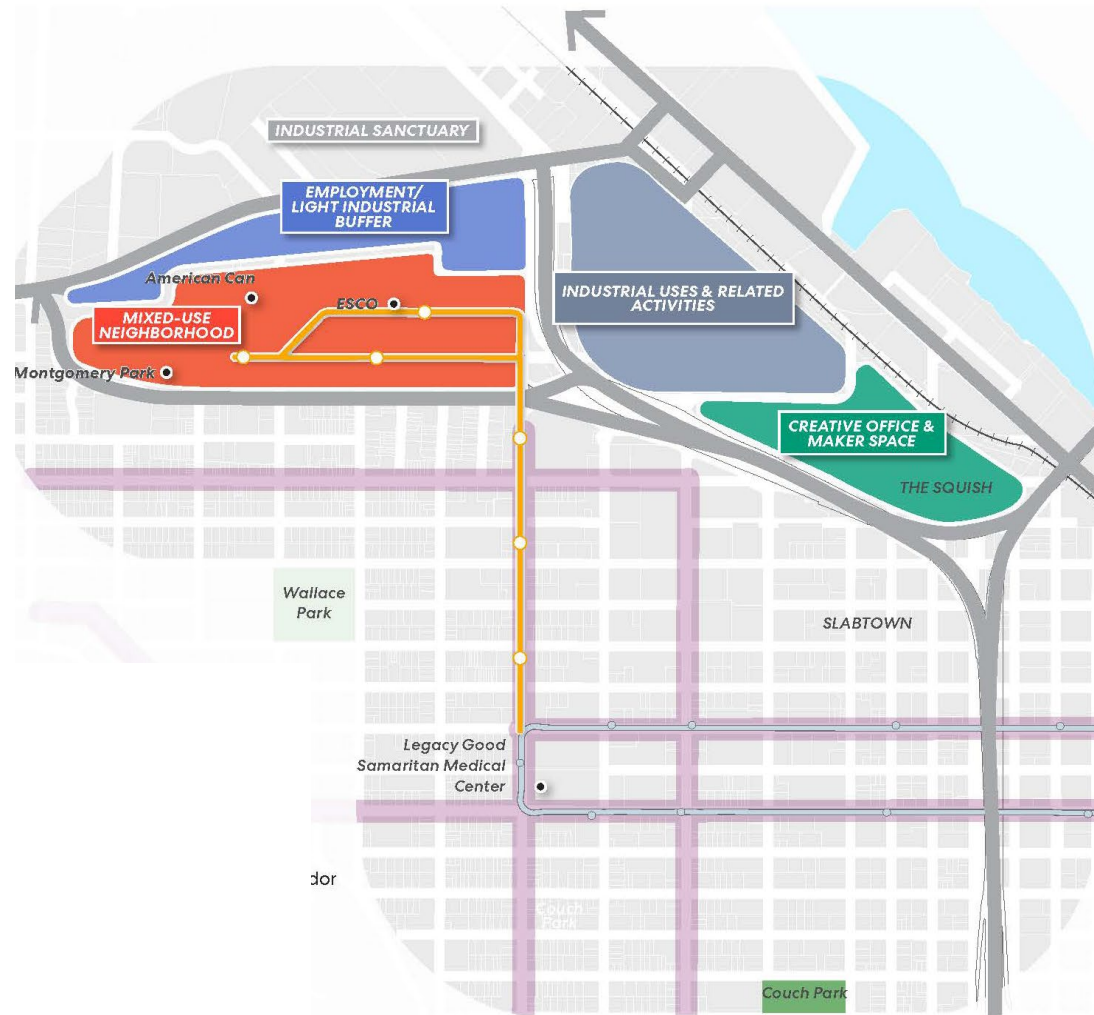 INDUSTRIAL SANCTUARY
EMPLOYMENT/
LIGHT INDUSTRIAL
BUFFER
American Can
ESCO
INDUSTRIAL USES & RELATED
ACTIVITIES
MIXED-USE
NEIGHBORHOOD
Montgomery Park
CREATIVE OFFICE &
MAKER SPACE
THE SQUISH
Wallace
Park
SLABTOWN
Legacy Good
Samaritan Medical
Center
dor
Couch
Park
Couch Park